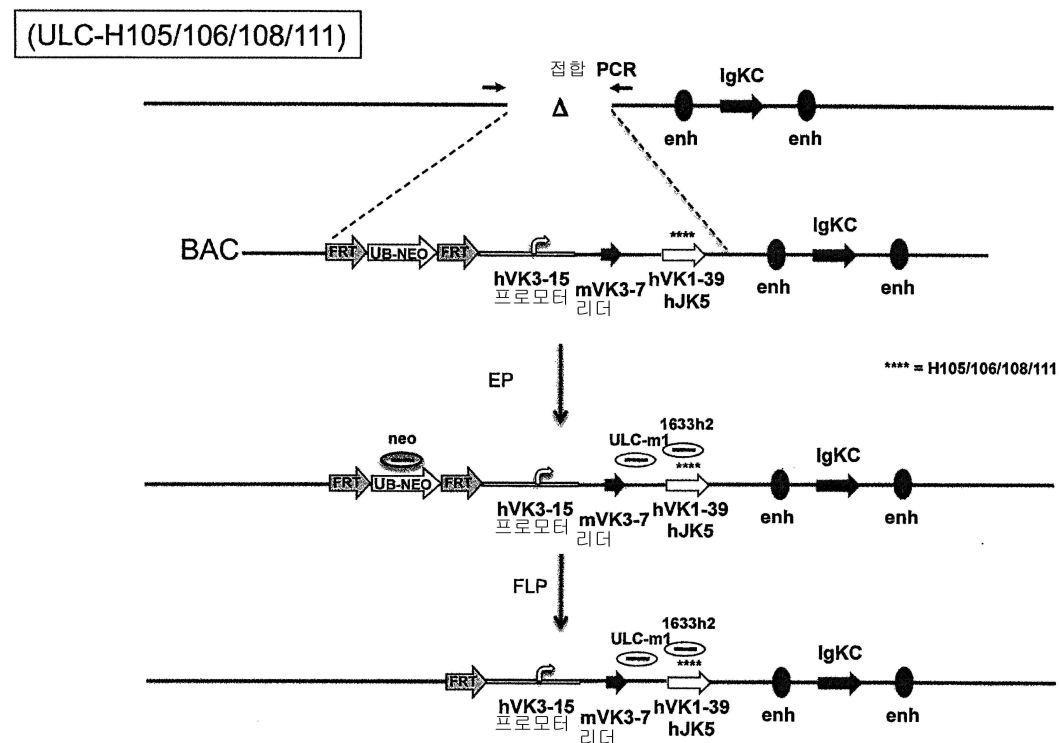 (ULC-H105/106/108/111)
접합 PCR
IgKC
Δ
enh
enh
BAC
FRT
UB-NEO
FRT
****
IgKC
hVK3-15
프로모터
mVK3-7
리더
hVK1-39
hJK5
enh
enh
EP
**** = H105/106/108/111
neo
ULC-m1
1633h2
****
IgKC
FRT
UB-NEO
FRT
hVK3-15
프로모터
mVK3-7
리더
hVK1-39
hJK5
enh
enh
FLP
ULC-m1
1633h2
****
IgKC
FRT
hVK3-15
프로모터
mVK3-7
리더
hVK1-39
hJK5
enh
enh